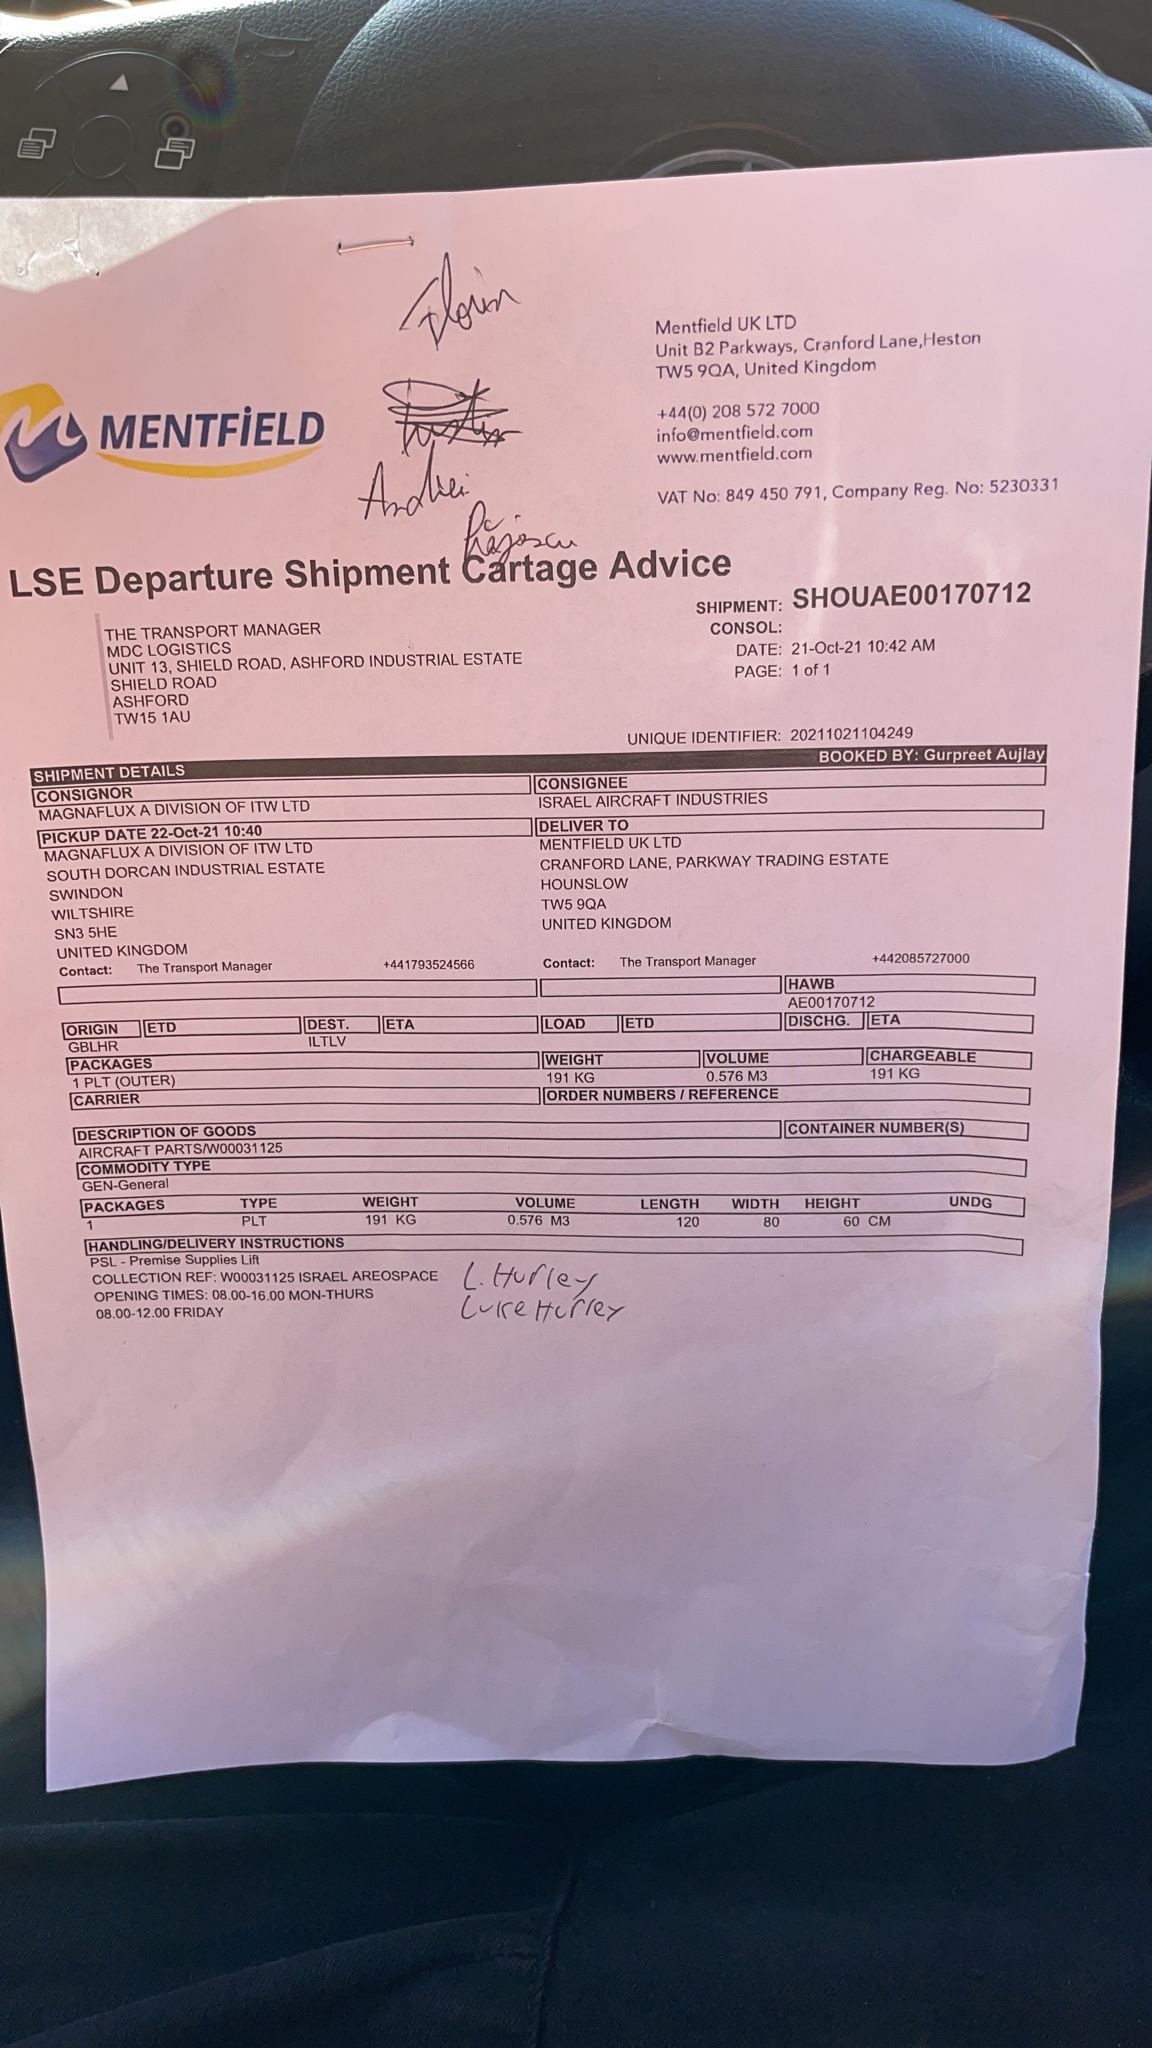 Florin
Mentfield UK LTD
Unit B2 Parkways, Cranford Lane,Heston
TW5 9QA, United Kingdom
+44(0) 208 572 7000
info@mentfield.com
www.mentfield.com
VAT No: 849 450 791, Company Reg. No: 5230331
MENTFiELD
Andrei
LSE Departure Shipment Cartage Advice
SHIPMENT: SHOUAE00170712
CONSOL:
DATE: 21-Oct-21 10:42 AM
PAGE: 1 of 1
THE TRANSPORT MANAGER
MDC LOGISTICS
UNIT 13, SHIELD ROAD, ASHFORD INDUSTRIAL ESTATE
SHIELD ROAD
ASHFORD
TW15 1AU
UNIQUE IDENTIFIER: 20211021104249
SHIPMENT DETAILS BOOKED BY: Gurpreet Aujlay
CONSIGNOR CONSIGNEE
MAGNAFLUX A DIVISION OF ITW LTD ISRAEL AIRCRAFT INDUSTRIES
PICKUP DATE 22-Oct-21 10:40 DELIVER TO
MAGNAFLUX A DIVISION OF ITW LTD MENTFIELD UK LTD
SOUTH DORCAN INDUSTRIAL ESTATE CRANFORD LANE, PARKWAY TRADING ESTATE
SWINDON HOUNSLOW
WILTSHIRE TW5 9QA
SN3 5HE UNITED KINGDOM
UNITED KINGDOM
Contact: The Transport Manager +441793524566 Contact: The Transport Manager +442085727000
HAWB
AE00170712
ORIGIN ETD DEST. ETA LOAD ETD DISCHG. ETA
GBLHR ILTLV
PACKAGES WEIGHT VOLUME CHARGEABLE
1 PLT (OUTER) 191 KG 0.576 M3 191 KG
CARRIER ORDER NUMBERS / REFERENCE
DESCRIPTION OF GOODS CONTAINER NUMBER(S)
AIRCRAFT PARTS/W00031125
COMMODITY TYPE
GEN-General
PACKAGES TYPE WEIGHT VOLUME LENGTH WIDTH HEIGHT UNDG
1 PLT 191 KG 0.576 M3 120 80 60 CM
HANDLING/DELIVERY INSTRUCTIONS
PSL - Premise Supplies Lift
COLLECTION REF: W00031125 ISRAEL AREOSPACE
OPENING TIMES: 08.00-16.00 MON-THURS
08.00-12.00 FRIDAY
L. Hurley
Luke Hurley